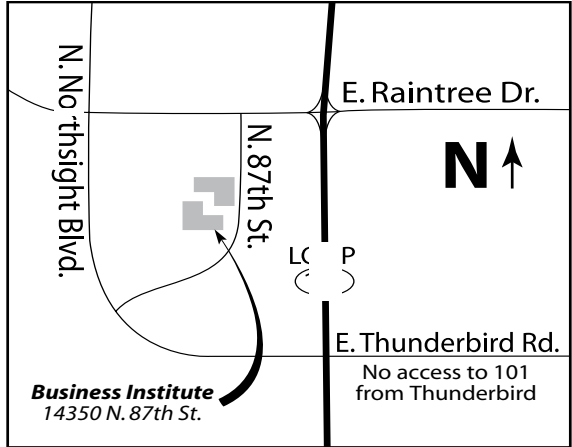 E. Raintree Dr.
N. No thsight Blvd.
N. 87th St.
N
E. Thunderbird Rd.
No access to 101
from Thunderbird
Business Institute
14350 N. 87th St.